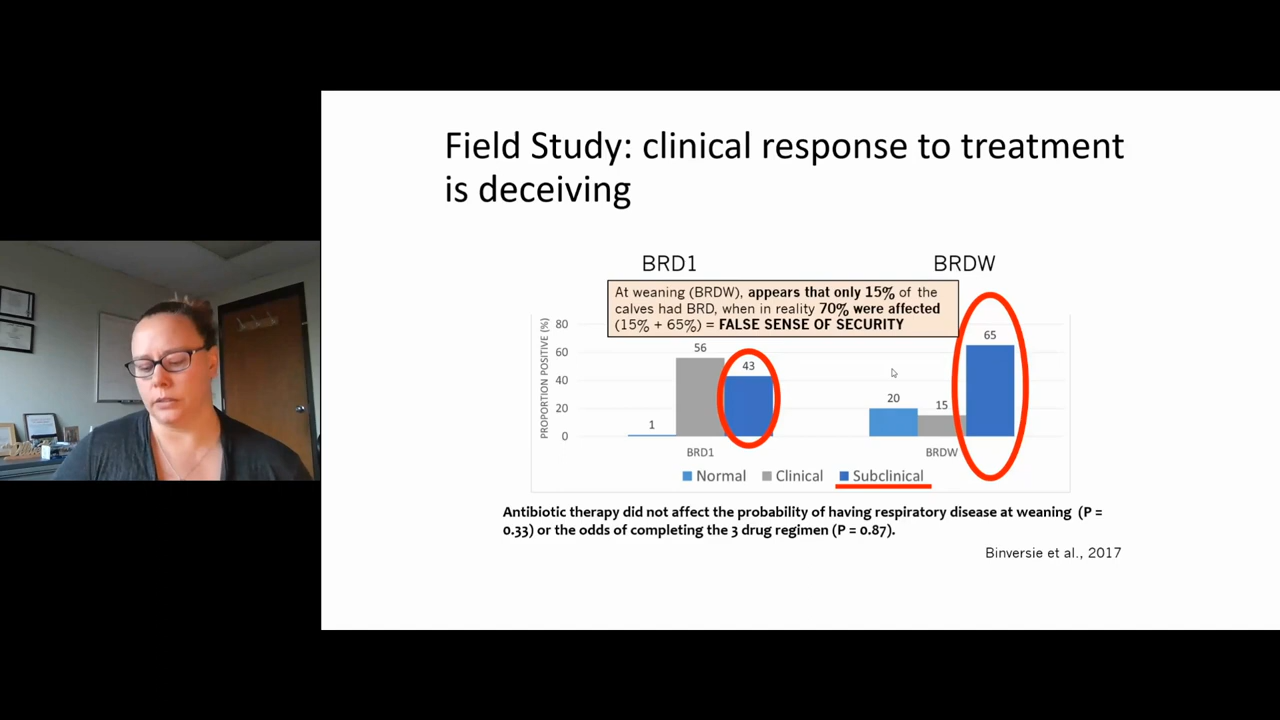 Field Study: clinical response to treatment
is deceiving
BRD1
BRDW
At weaning (BRDW), appears that only 15% of the
calves had BRD, when in reality 70% were affected
(15% + 65%) = FALSE SENSE OF SECURITY
PROPORTION POSITIVE (%)
80
60
40
20
0
1
56
43
20
15
65
BRD1
BRDW
Normal
Clinical
Subclinical
Antibiotic therapy did not affect the probability of having respiratory disease at weaning (P =
0.33) or the odds of completing the 3 drug regimen (P = 0.87).
Binversie et al., 2017